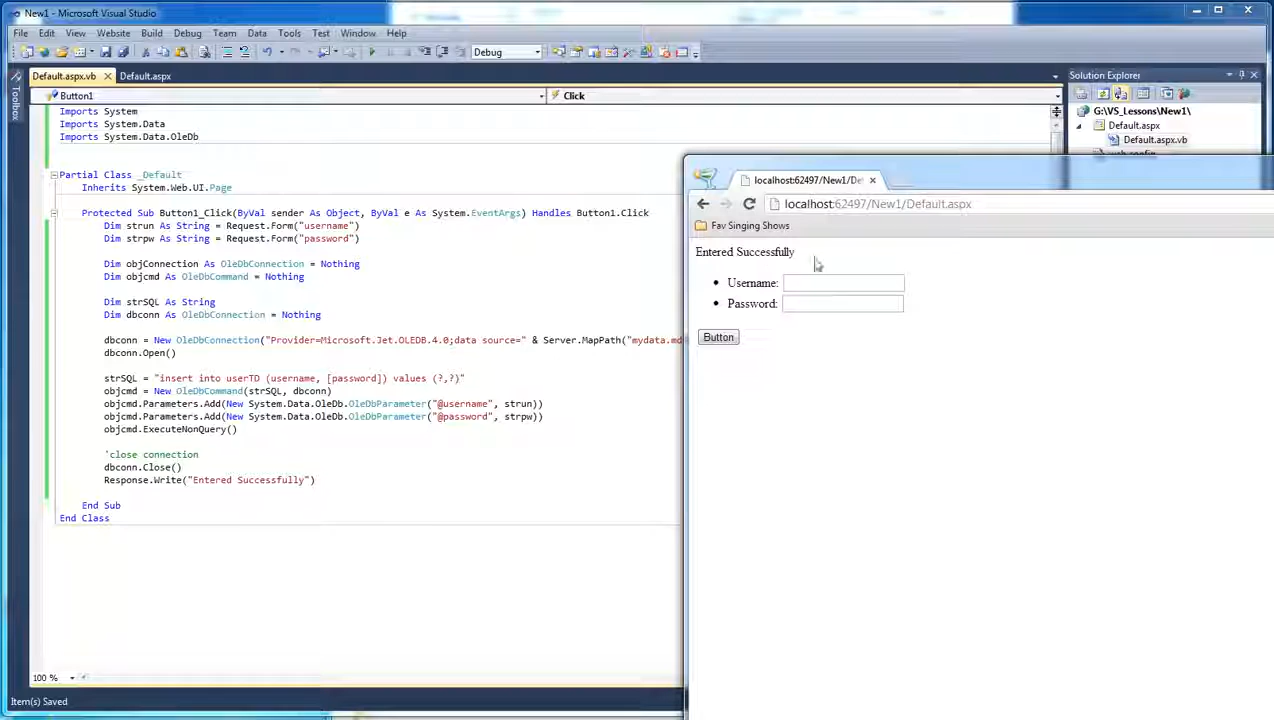 New1 - Microsoft Visual Studio
File Edit View Website Build Debug Team Data Tools Test Window Help
Debug
Default.aspx.vb Default.aspx
Solution Explorer
Button1
Click
G:\VS_Lessons\New1\
Default.aspx
Default.aspx.vb
Toolbox
Imports System
Imports System.Data
Imports System.Data.OleDb
Partial Class _Default
Inherits System.Web.UI.Page
Protected Sub Button1_Click(ByVal sender As Object, ByVal e As System.EventArgs) Handles Button1.Click
Dim strun As String = Request.Form("username")
Dim strpw As String = Request.Form("password")
Dim objConnection As OleDbConnection = Nothing
Dim objcmd As OleDbCommand = Nothing
Dim strSQL As String
Dim dbconn As OleDbConnection = Nothing
dbconn = New OleDbConnection("Provider=Microsoft.Jet.OLEDB.4.0;data source=" & Server.MapPath("mydata.md
dbconn.Open()
strSQL = "insert into userTD (username, [password]) values (?,?)"
objcmd = New OleDbCommand(strSQL, dbconn)
objcmd.Parameters.Add(New System.Data.OleDb.OleDbParameter("@username", strun))
objcmd.Parameters.Add(New System.Data.OleDb.OleDbParameter("@password", strpw))
objcmd.ExecuteNonQuery()
'close connection
dbconn.Close()
Response.Write("Entered Successfully")
End Sub
End Class
100 %
Item(s) Saved
localhost:62497/New1/De
localhost:62497/New1/Default.aspx
Fav Singing Shows
Entered Successfully
Username:
Password:
Button